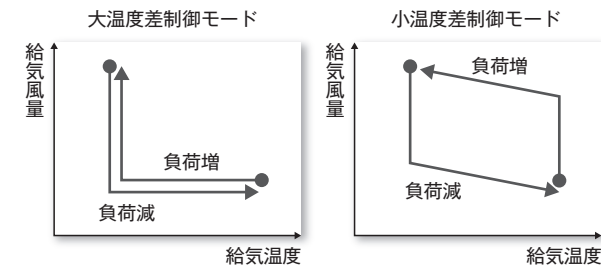 大温度差制御モード
給気風量
負荷増
負荷減
給気温度
小温度差制御モード
給気風量
負荷増
負荷減
給気温度